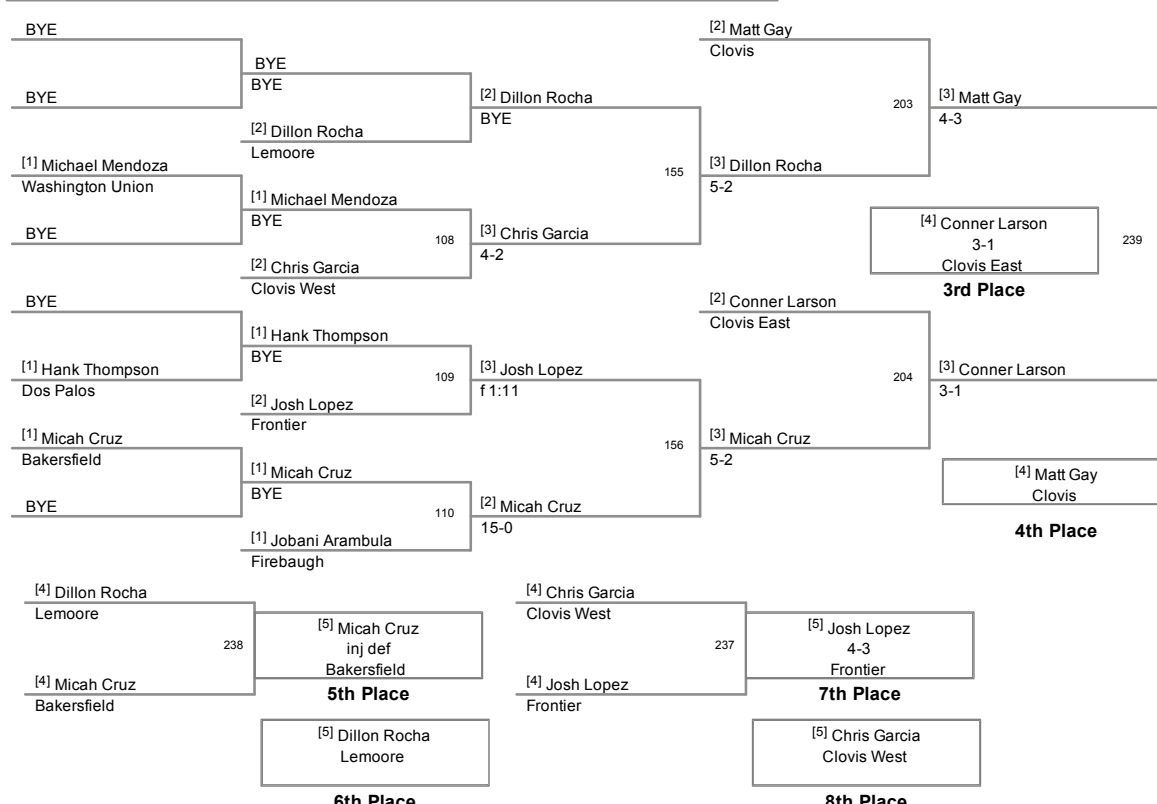 BYE
[2] Matt Gay
Clovis
BYE
BYE
BYE
[2] Dillon Rocha
BYE
203
[3] Matt Gay
4-3
[2] Dillon Rocha
Lemoore
[1] Michael Mendoza
Washington Union
155
[3] Dillon Rocha
5-2
[1] Michael Mendoza
BYE
BYE
108
[3] Chris Garcia
4-2
[4] Conner Larson
3-1
Clovis East
239
3rd Place
[2] Chris Garcia
Clovis West
BYE
[2] Conner Larson
Clovis East
[1] Hank Thompson
BYE
[1] Hank Thompson
Dos Palos
109
[3] Josh Lopez
f 1:11
204
[3] Conner Larson
3-1
[2] Josh Lopez
Frontier
[1] Micah Cruz
Bakersfield
156
[3] Micah Cruz
5-2
[1] Micah Cruz
BYE
BYE
110
[2] Micah Cruz
15-0
[4] Matt Gay
Clovis
4th Place
[1] Jobani Arambula
Firebaugh
[4] Dillon Rocha
Lemoore
238
[5] Micah Cruz
inj def
Bakersfield
5th Place
[4] Micah Cruz
Bakersfield
[4] Chris Garcia
Clovis West
237
[5] Josh Lopez
4-3
Frontier
7th Place
[4] Josh Lopez
Frontier
[5] Dillon Rocha
Lemoore
6th Place
[5] Chris Garcia
Clovis West
8th Place